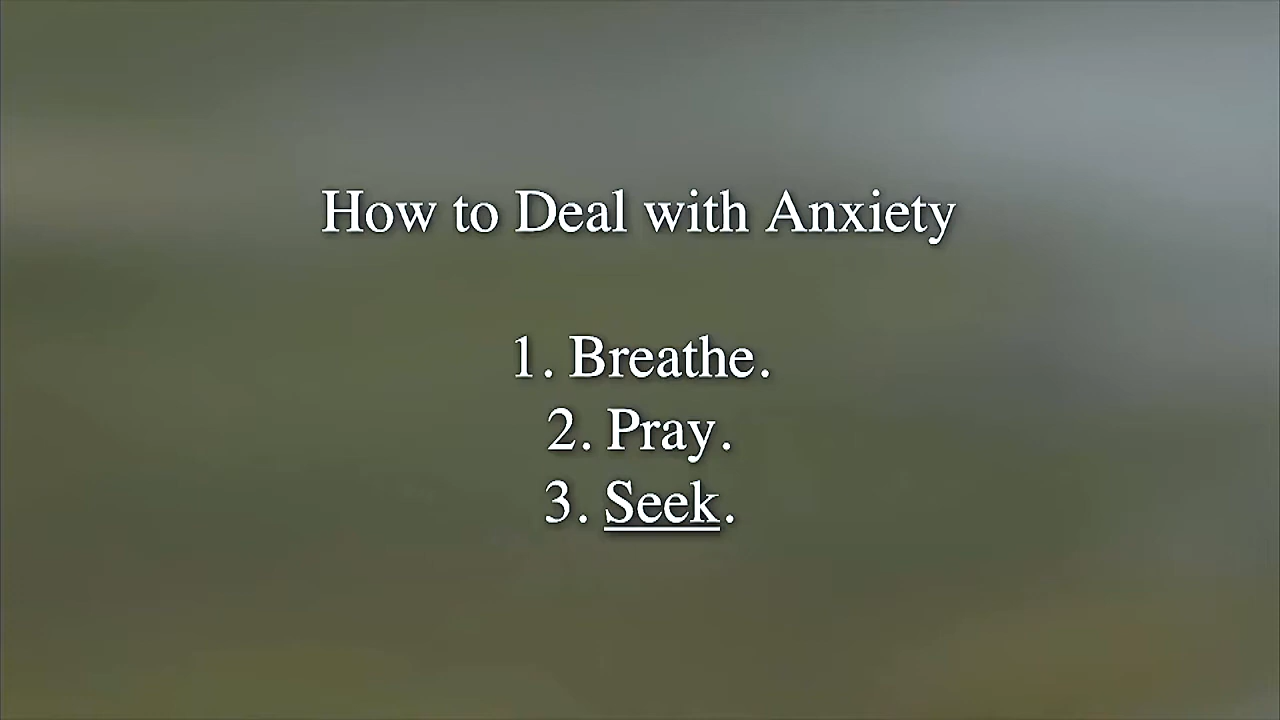 How to Deal with Anxiety
1. Breathe.
2. Pray.
3. Seek.